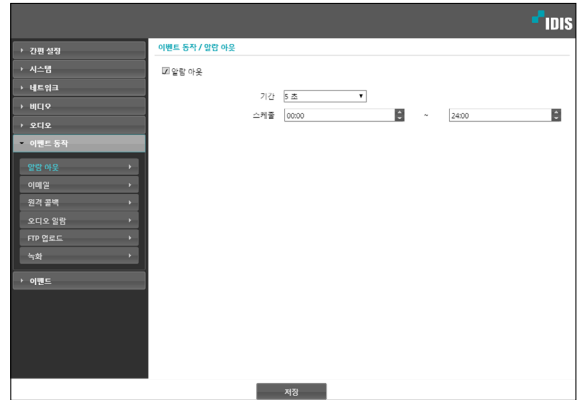 IDIS
간편 설정
시스템
네트워크
비디오
오디오
이벤트 동작
알람 아웃
이메일
원격 콜백
오디오 알람
FTP 업로드
녹화
이벤트
이벤트 동작 / 알람 아웃
알람 아웃
기간 5 초
스케줄 00:00 ~ 24:00
저장